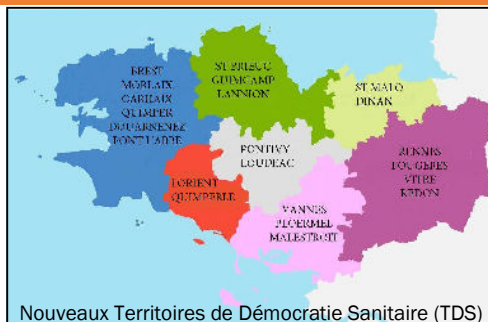 BREST
MORLAIX
CARHAIX
QUIMPER
DOUARNENEZ
PONT L'ABBE
ST BRIEUC
GUINGAMP
LANNION
ST MALO
DINAN
PONTIVY
LOUDEAC
RENNES
FOUGERES
VITRE
REDON
LORIENT
QUIMPERLE
VANNES
PLOERMEL
MALESTROIT
Nouveaux Territoires de Démocratie Sanitaire (TDS)